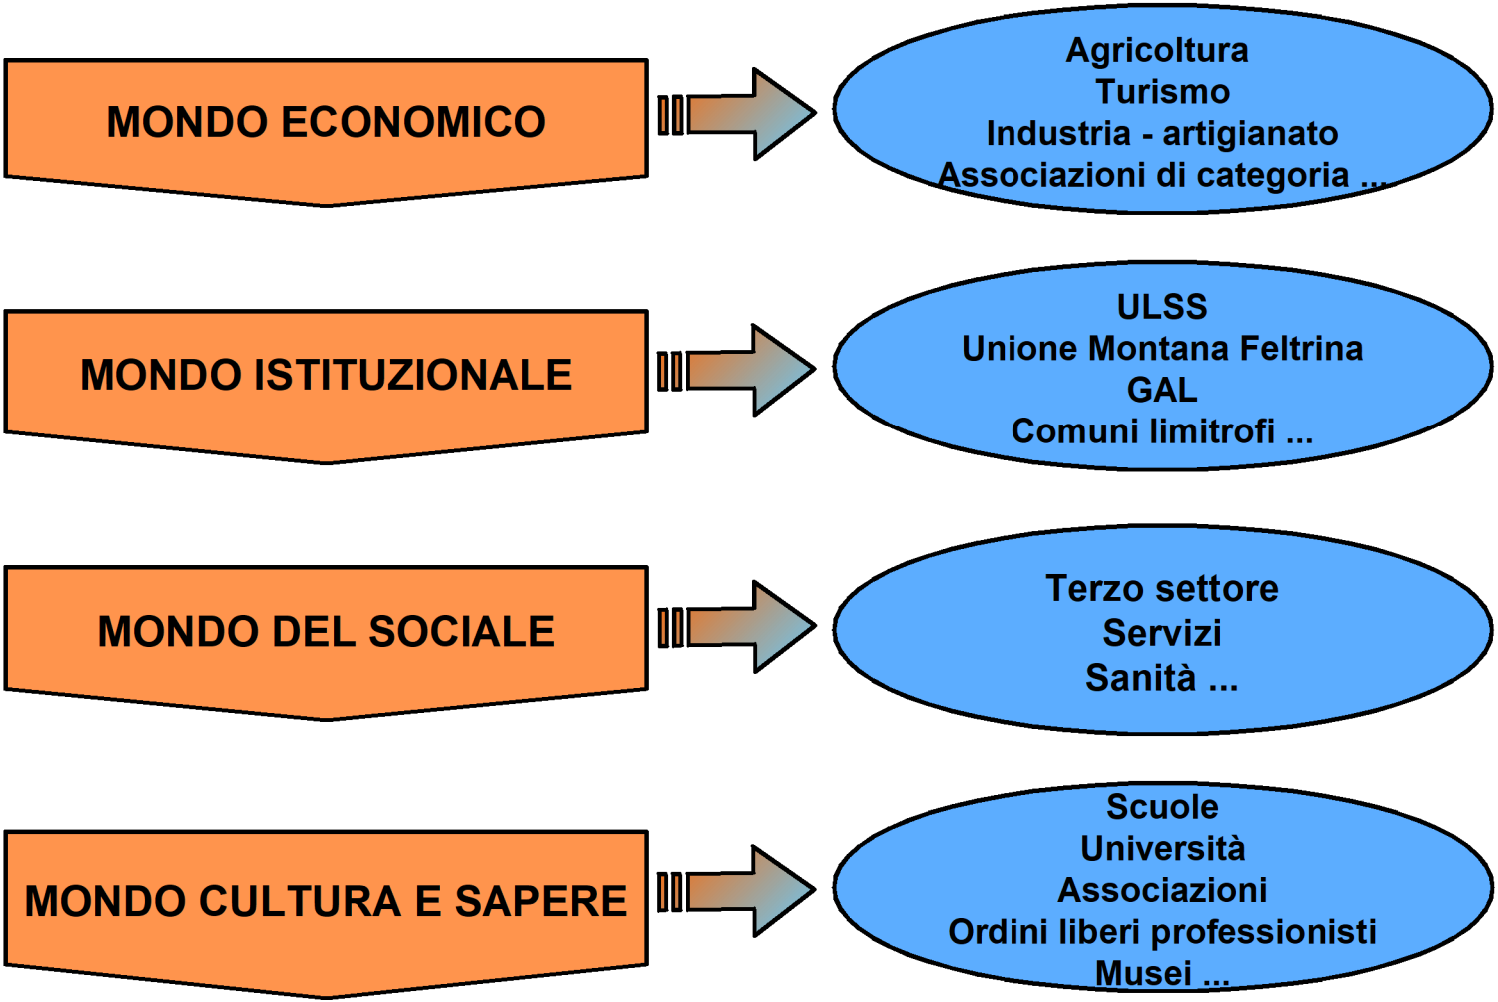 MONDO ECONOMICO
Agricoltura
Turismo
Industria - artigianato
Associazioni di categoria ...
MONDO ISTITUZIONALE
ULSS
Unione Montana Feltrina
GAL
Comuni limitrofi ...
MONDO DEL SOCIALE
Terzo settore
Servizi
Sanità ...
MONDO CULTURA E SAPERE
Scuole
Università
Associazioni
Ordini liberi professionisti
Musei ...